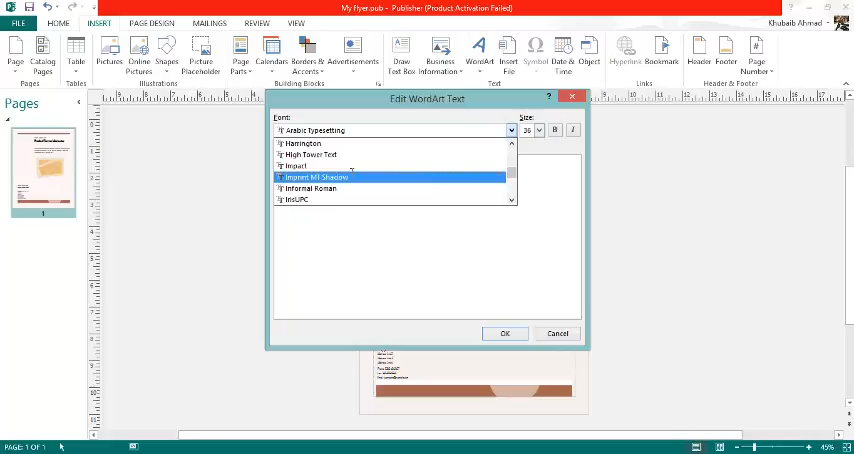 My flyer.pub - Publisher (Product Activation Failed)
FILE HOME INSERT PAGE DESIGN MAILINGS REVIEW VIEW
Khubaib Ahmad
Page
Catalog Pages
Table
Pictures
Online Pictures
Shapes
Picture Placeholder
Page Parts
Calendars
Borders & Accents
Advertisements
Draw Text Box
Business Information
WordArt
Insert File
Symbol
Date & Time
Object
Hyperlink
Bookmark
Header
Footer
Page Number
Pages Tables Illustrations Building Blocks Text Links Header & Footer
Pages
1
Edit WordArt Text
?
Font:
Size:
Arabic Typesetting
36
B I
Harrington
High Tower Text
Impact
Imprint MT Shadow
Informal Roman
IrisUPC
OK
Cancel
PAGE: 1 OF 1
45%